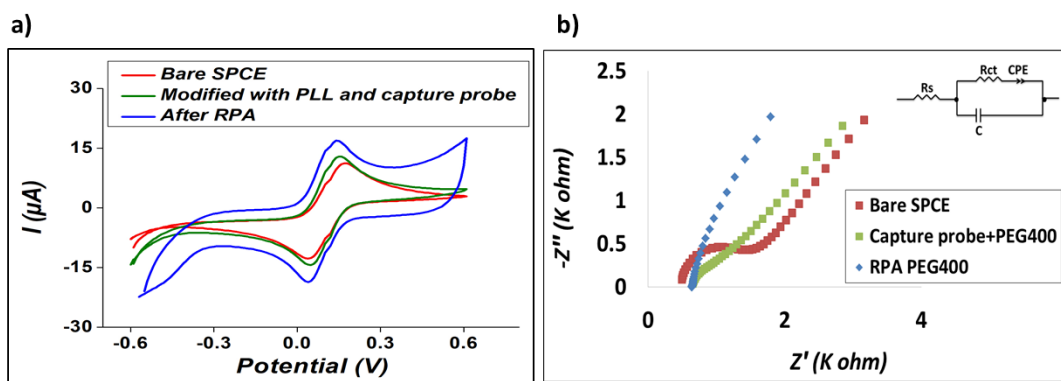 a)
Bare SPCE
Modified with PLL and capture probe
After RPA
30
15
0
-15
-30
I (µA)
-0.6
-0.3
0.0
0.3
0.6
Potential (V)
b)
2.5
2
1.5
1
0.5
0
-Z'' (K ohm)
0
2
4
Z' (K ohm)
Rct
CPE
Rs
C
Bare SPCE
Capture probe+PEG400
RPA PEG400